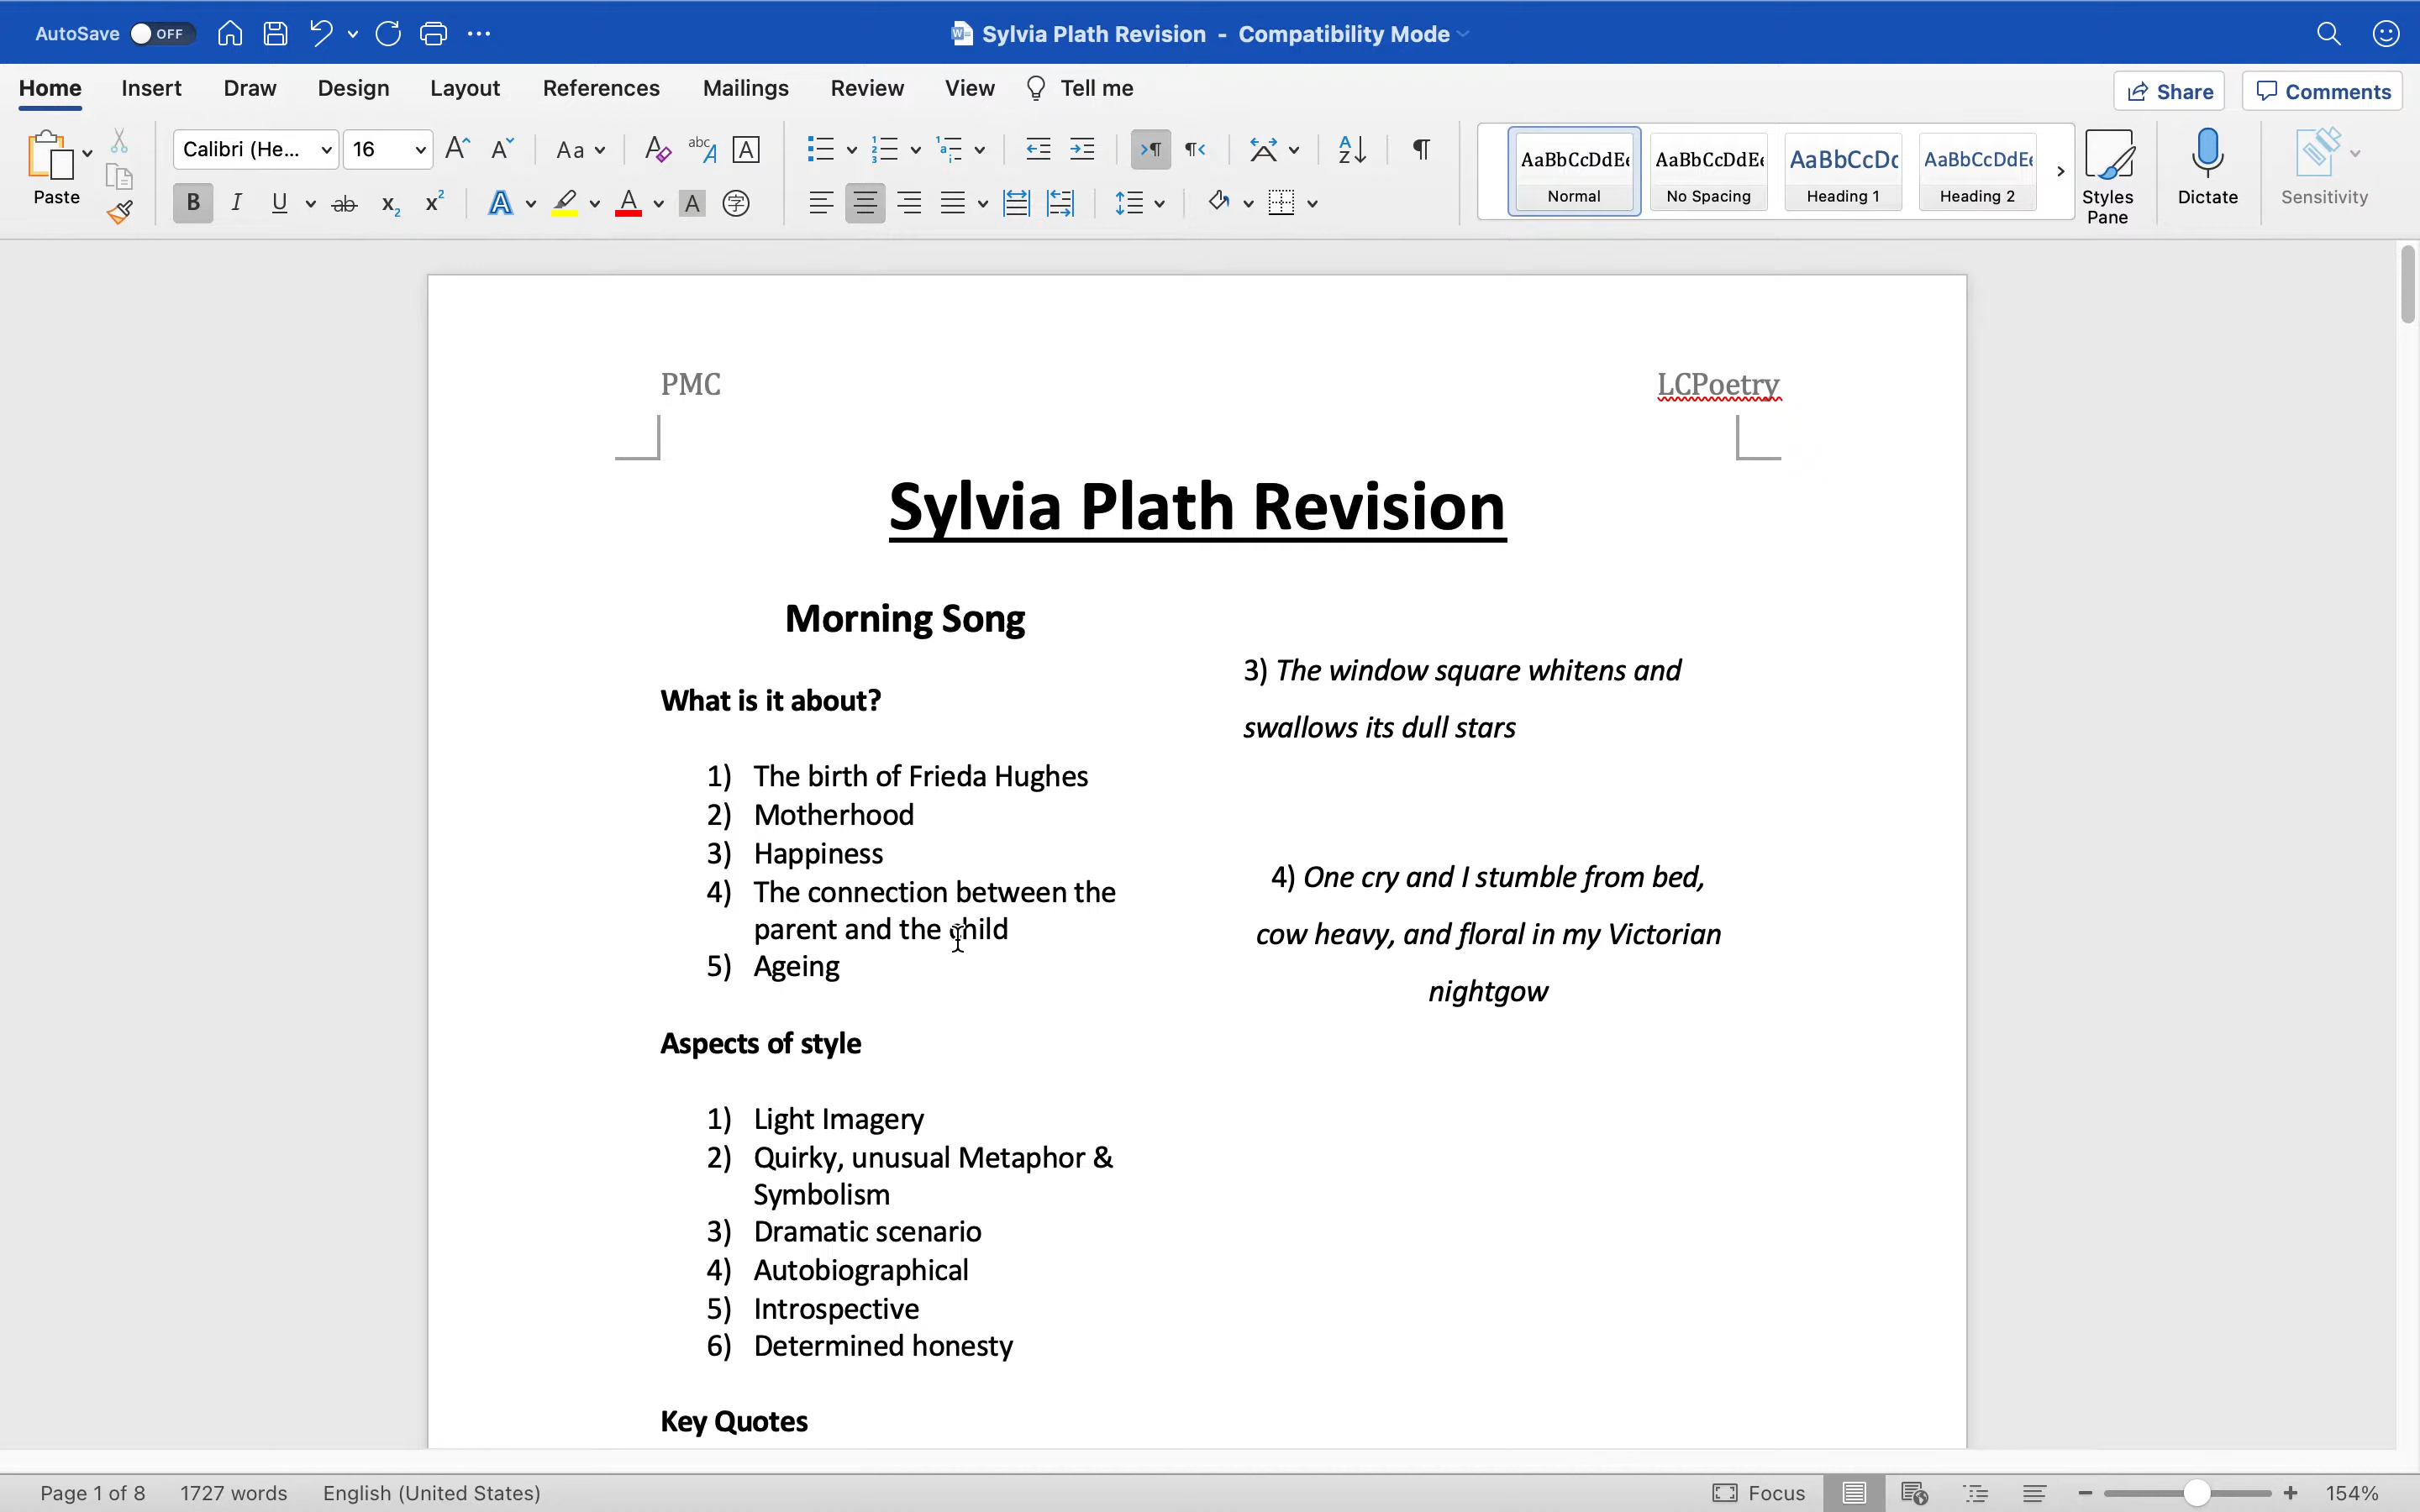 AutoSave OFF
Sylvia Plath Revision - Compatibility Mode
Home Insert Draw Design Layout References Mailings Review View Tell me
Share Comments
Paste
Calibri (He... 16
AaBbCcDdEe Normal
AaBbCcDdEe No Spacing
AaBbCcDc Heading 1
AaBbCcDdEe Heading 2
Styles Pane
Dictate
Sensitivity
PMC LCPoetry
Sylvia Plath Revision
Morning Song
What is it about?
1) The birth of Frieda Hughes
2) Motherhood
3) Happiness
4) The connection between the
parent and the child
5) Ageing
Aspects of style
1) Light Imagery
2) Quirky, unusual Metaphor &
Symbolism
3) Dramatic scenario
4) Autobiographical
5) Introspective
6) Determined honesty
Key Quotes
3) The window square whitens and
swallows its dull stars
4) One cry and I stumble from bed,
cow heavy, and floral in my Victorian
nightgow
Page 1 of 8 1727 words English (United States) Focus 154%